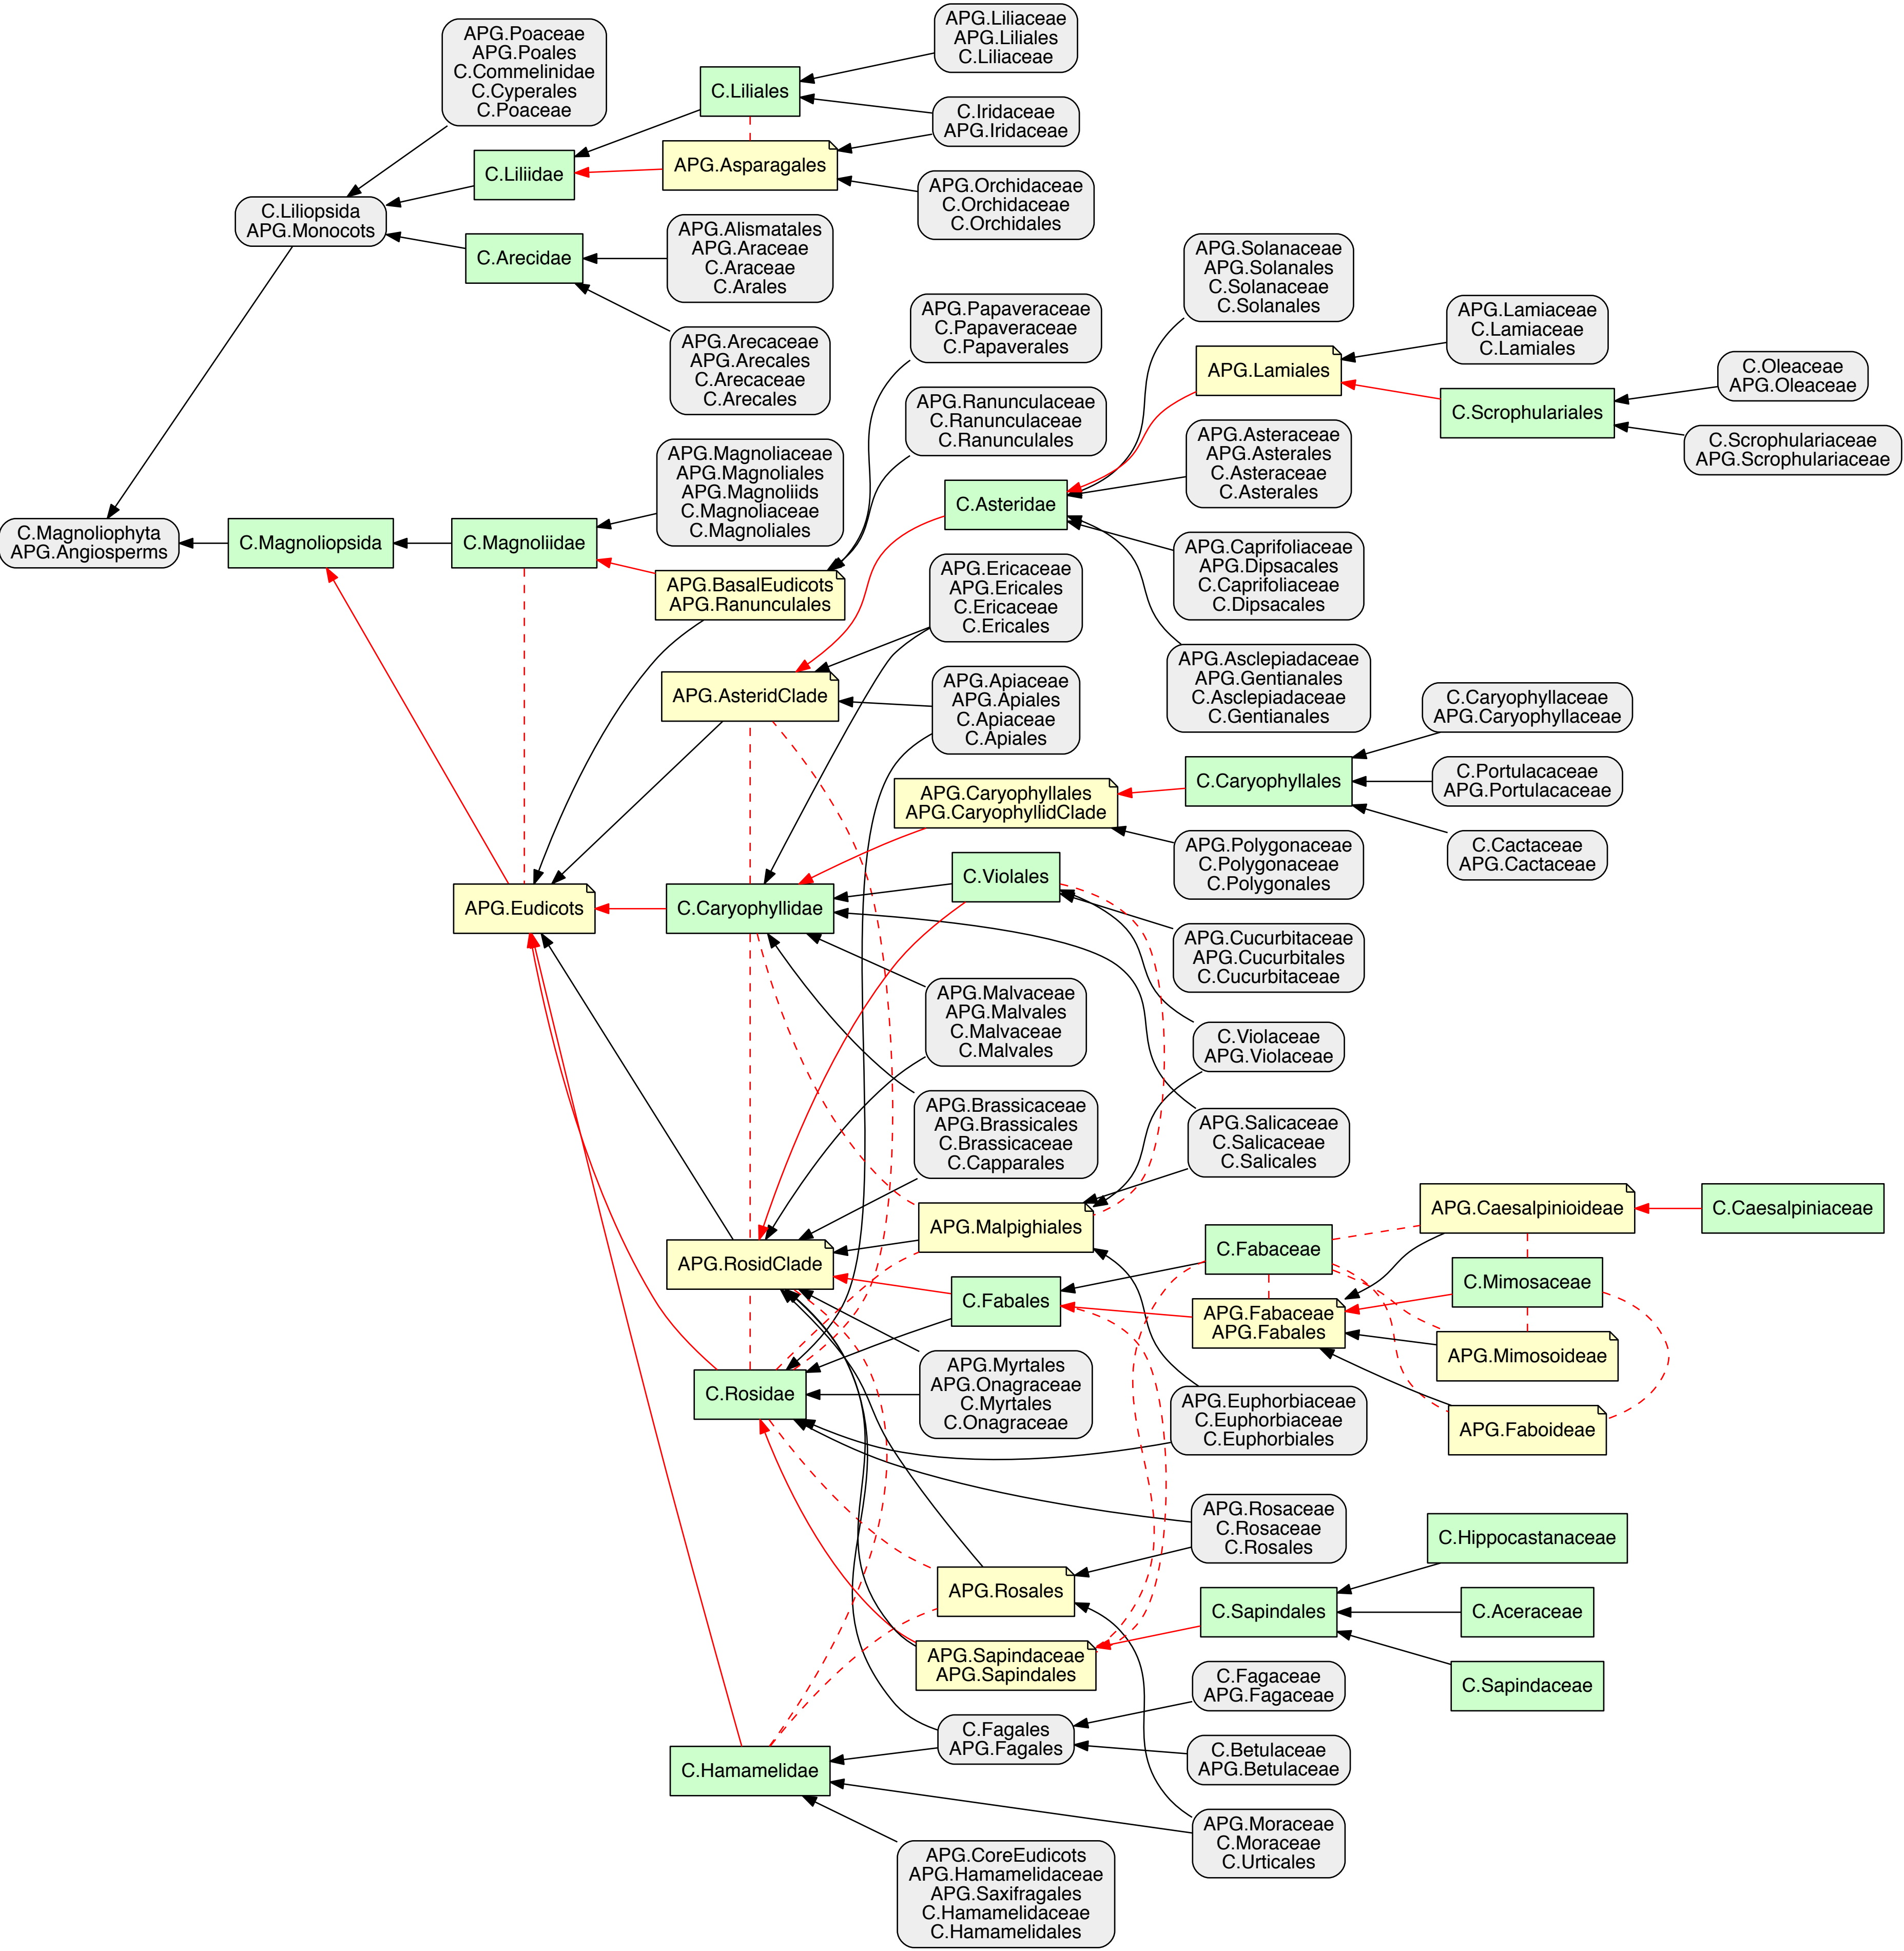 APG.Poaceae
APG.Poales
C.Commelinidae
C.Cyperales
C.Poaceae
APG.Liliaceae
APG.Liliales
C.Liliaceae
C.Liliales
C.Iridaceae
APG.Iridaceae
APG.Asparagales
C.Liliidae
APG.Orchidaceae
C.Orchidaceae
C.Orchidales
C.Liliopsida
APG.Monocots
APG.Alismatales
APG.Araceae
C.Araceae
C.Arales
C.Arecidae
APG.Arecaceae
APG.Arecales
C.Arecaceae
C.Arecales
APG.Papaveraceae
C.Papaveraceae
C.Papaverales
APG.Solanaceae
APG.Solanales
C.Solanaceae
C.Solanales
APG.Lamiaceae
C.Lamiaceae
C.Lamiales
APG.Lamiales
C.Oleaceae
APG.Oleaceae
C.Scrophulariales
C.Scrophulariaceae
APG.Scrophulariaceae
APG.Ranunculaceae
C.Ranunculaceae
C.Ranunculales
APG.Asteraceae
APG.Asterales
C.Asteraceae
C.Asterales
APG.Magnoliaceae
APG.Magnoliales
APG.Magnoliids
C.Magnoliaceae
C.Magnoliales
C.Asteridae
C.Magnoliophyta
APG.Angiosperms
C.Magnoliopsida
C.Magnoliidae
APG.BasalEudicots
APG.Ranunculales
APG.Caprifoliaceae
APG.Dipsacales
C.Caprifoliaceae
C.Dipsacales
APG.Ericaceae
APG.Ericales
C.Ericaceae
C.Ericales
APG.AsteridClade
APG.Apiaceae
APG.Apiales
C.Apiaceae
C.Apiales
APG.Asclepiadaceae
APG.Gentianales
C.Asclepiadaceae
C.Gentianales
C.Caryophyllaceae
APG.Caryophyllaceae
C.Caryophyllales
C.Portulacaceae
APG.Portulacaceae
APG.Caryophyllales
APG.CaryophyllidClade
C.Cactaceae
APG.Cactaceae
APG.Polygonaceae
C.Polygonaceae
C.Polygonales
C.Violales
APG.Eudicots
C.Caryophyllidae
APG.Cucurbitaceae
APG.Cucurbitales
C.Cucurbitaceae
APG.Malvaceae
APG.Malvales
C.Malvaceae
C.Malvales
C.Violaceae
APG.Violaceae
APG.Brassicaceae
APG.Brassicales
C.Brassicaceae
C.Capparales
APG.Salicaceae
C.Salicaceae
C.Salicales
APG.Malpighiales
APG.Caesalpinioideae
C.Caesalpiniaceae
C.Fabaceae
APG.RosidClade
C.Fabales
C.Mimosaceae
APG.Fabaceae
APG.Fabales
APG.Mimosoideae
C.Rosidae
APG.Myrtales
APG.Onagraceae
C.Myrtales
C.Onagraceae
APG.Euphorbiaceae
C.Euphorbiaceae
C.Euphorbiales
APG.Faboideae
APG.Rosaceae
C.Rosaceae
C.Rosales
C.Hippocastanaceae
APG.Rosales
C.Sapindales
C.Aceraceae
APG.Sapindaceae
APG.Sapindales
C.Sapindaceae
C.Fagaceae
APG.Fagaceae
C.Fagales
APG.Fagales
C.Betulaceae
APG.Betulaceae
C.Hamamelidae
APG.Moraceae
C.Moraceae
C.Urticales
APG.CoreEudicots
APG.Hamamelidaceae
APG.Saxifragales
C.Hamamelidaceae
C.Hamamelidales